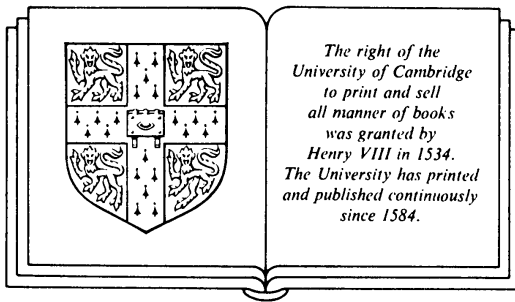 The right of the
University of Cambridge
to print and sell
all manner of books
was granted by
Henry VIII in 1534.
The University has printed
and published continuously
since 1584.